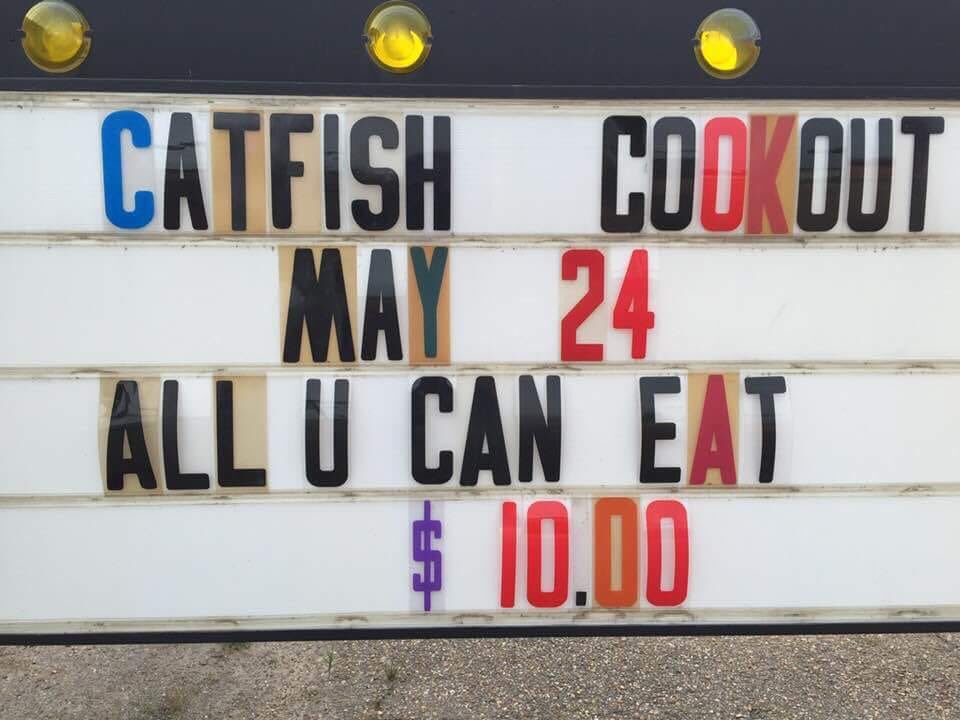 CATFISH COOKOUT
MAY 24
ALL U CAN EAT
$ 10.00